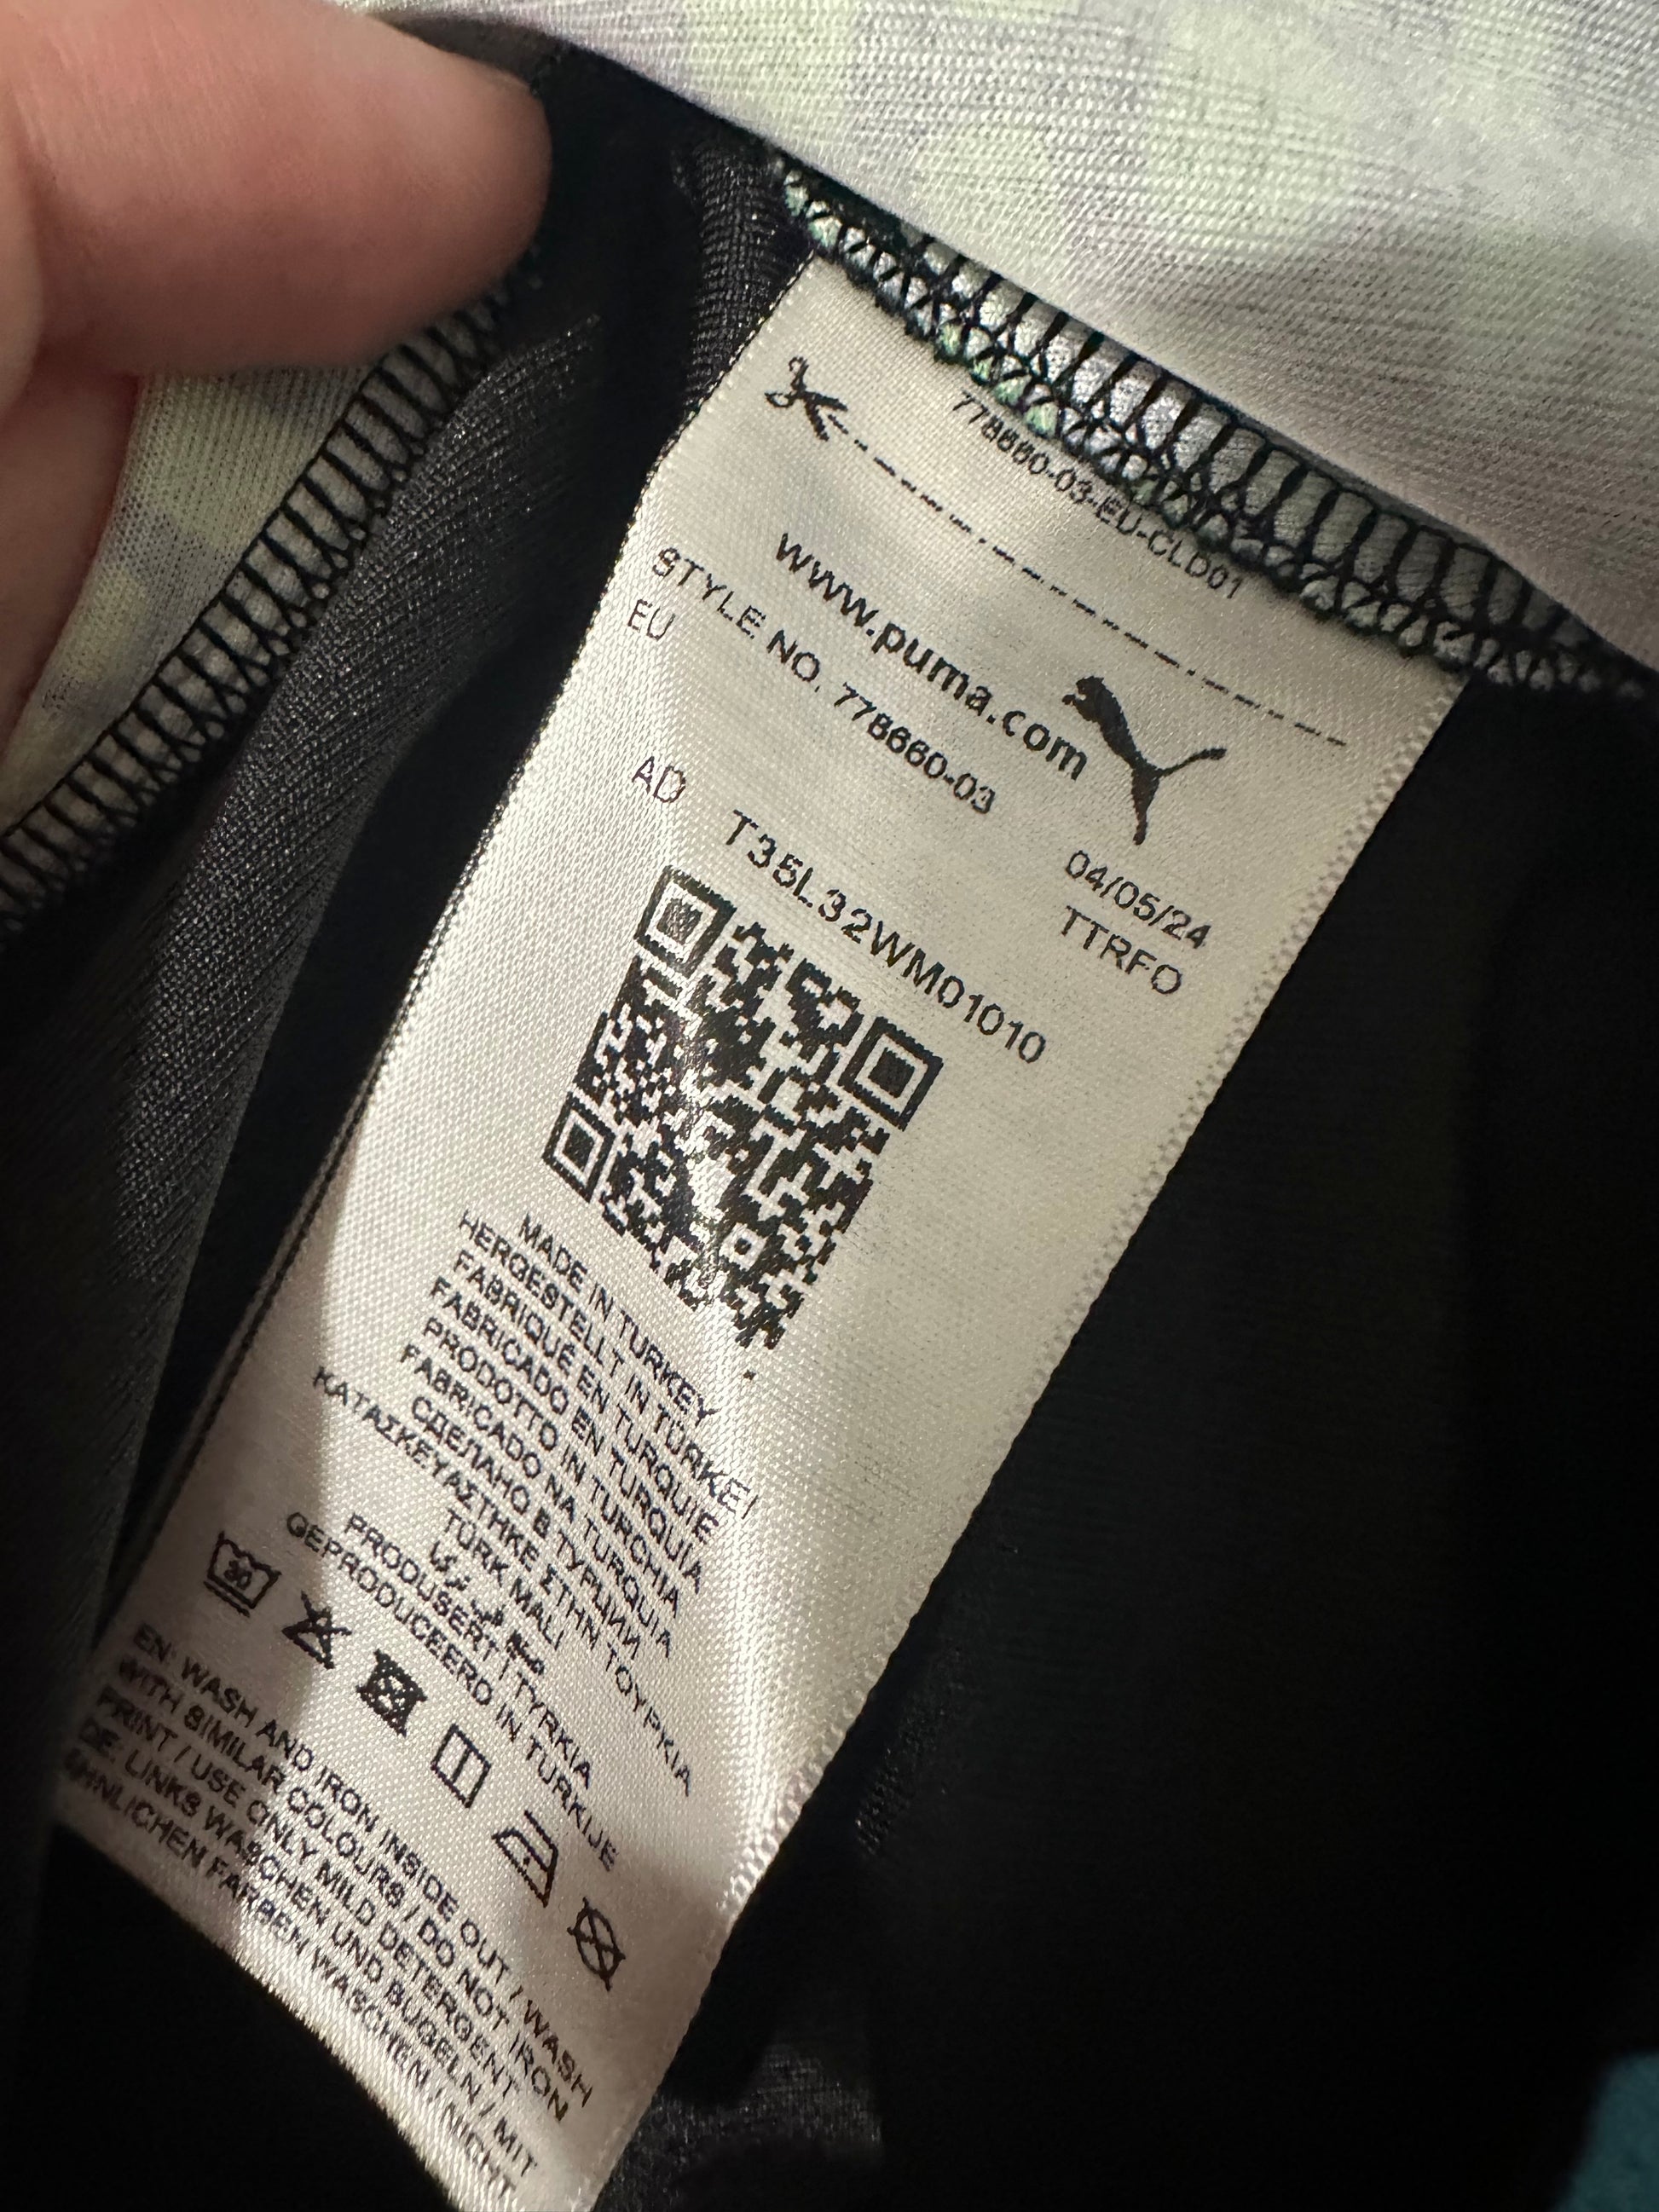 778660-03-EU-CLD01
www.puma.com
STYLE NO. 778660-03
EU
04/05/24
TTRFO
AD
T35L32WM01010
MADE IN TURKEY
HERGESTELLT IN TÜRKEI
FABRIQUÉ EN TURQUIE
FABRICADO EN TURQUIA
PRODOTTO IN TURCHIA
FABRICADO NA TURQUIA
СДЕЛАНО В ТУРЦИИ
ΚΑΤΑΣΚΕΥΑΣΤΗΚΕ ΣΤΗΝ ΤΟΥΡΚΙΑ
TÜRK MALI
صنع في تركيا
PRODUSERT I TYRKIA
GEPRODUCEERD IN TURKIJE
30
EN: WASH AND IRON INSIDE OUT / WASH
WITH SIMILAR COLOURS / DO NOT IRON
PRINT / USE ONLY MILD DETERGENT
DE: LINKS WASCHEN UND BÜGELN / MIT
ÄHNLICHEN FARBEN WASCHEN / NICHT